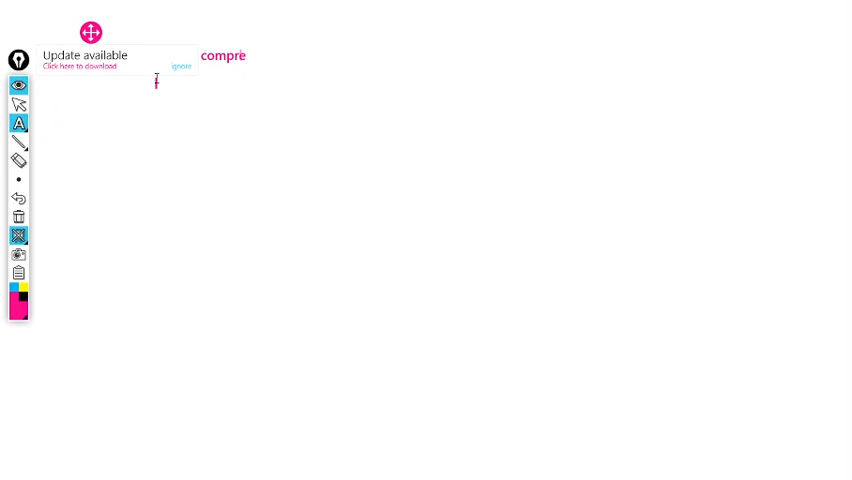 Update available
Click here to download
ignore
compre
A